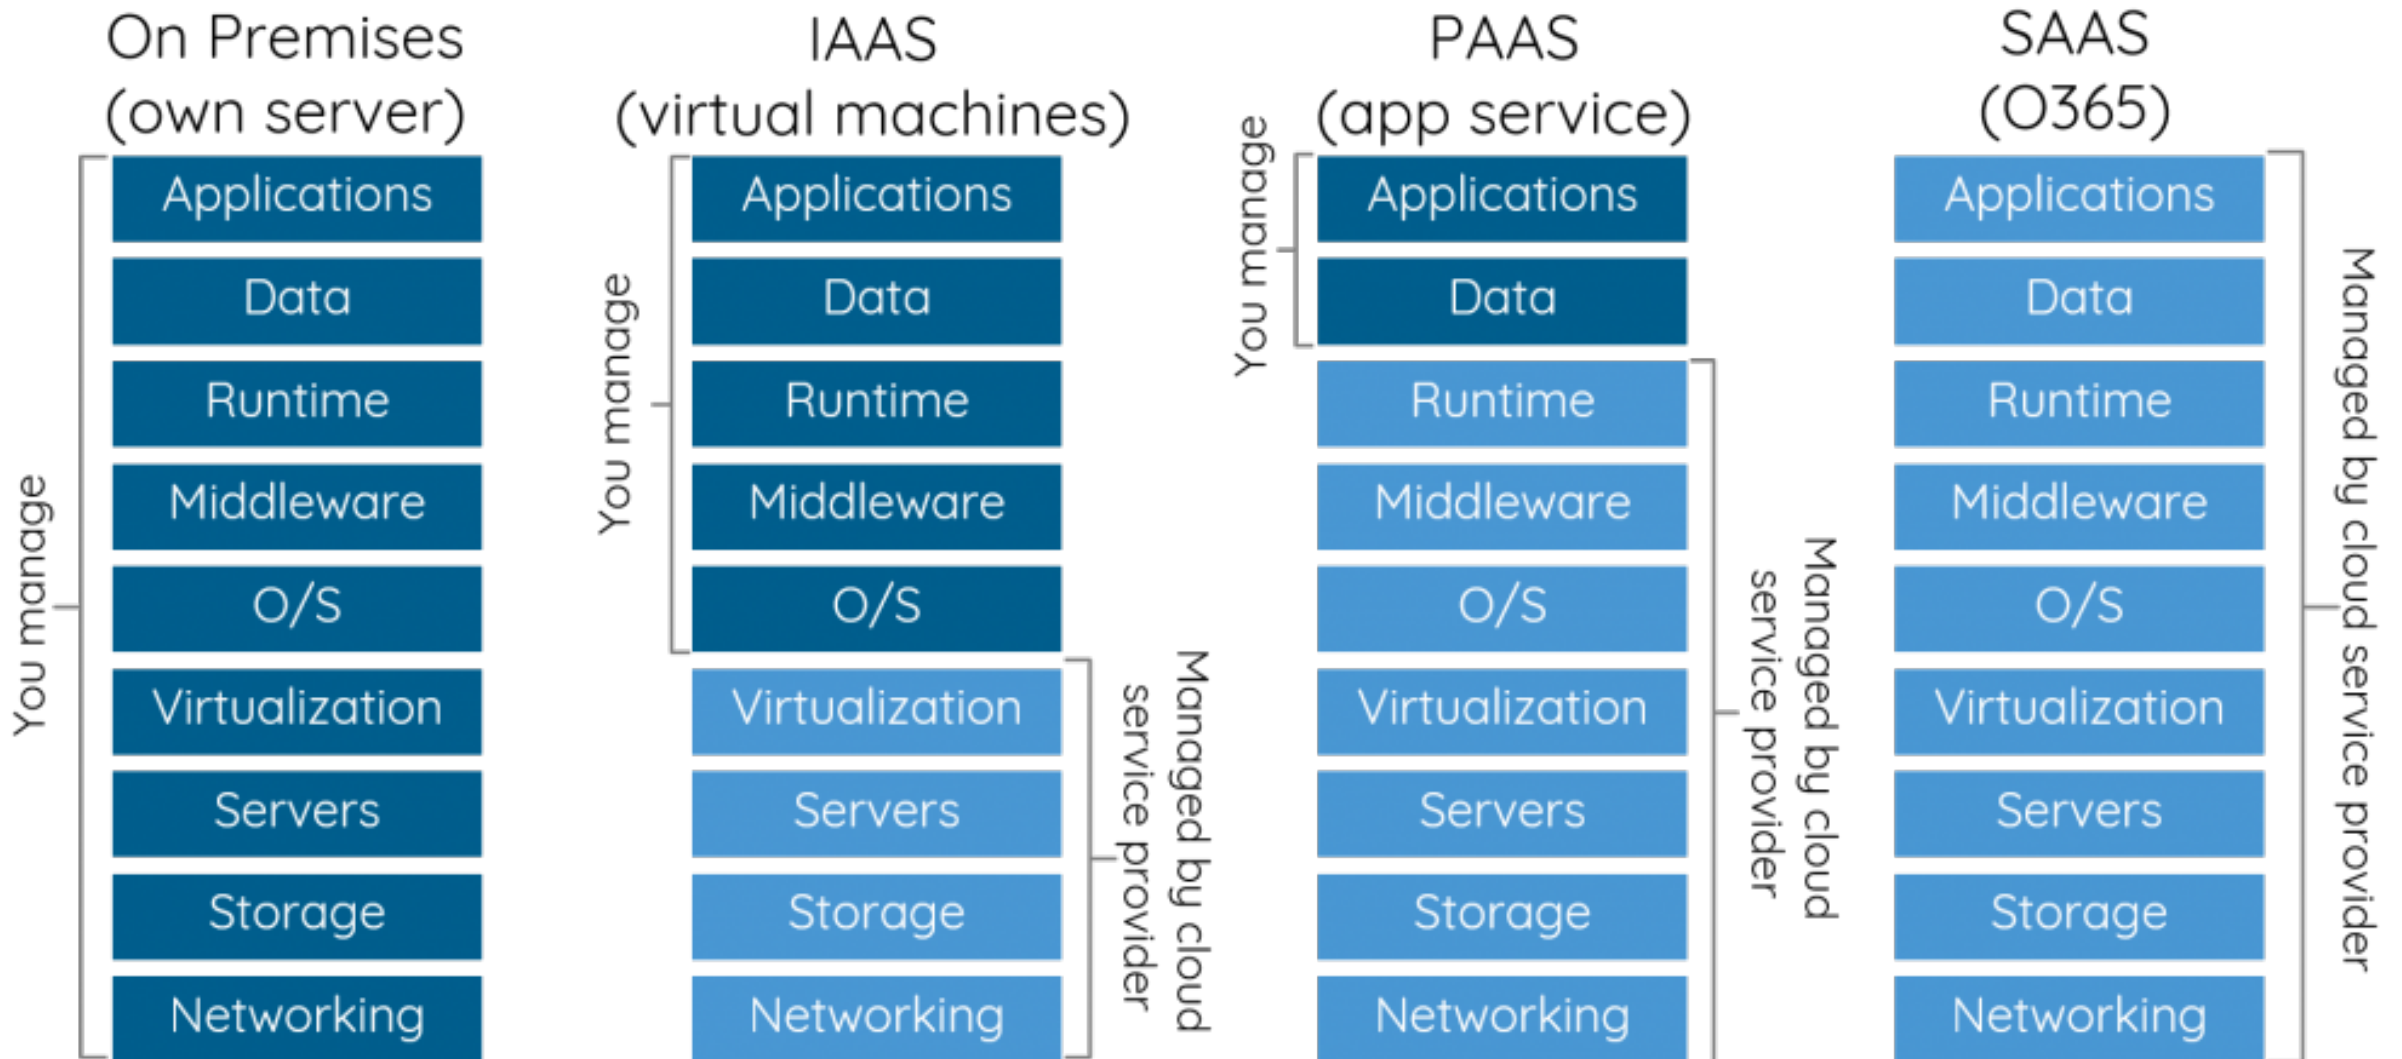 On Premises
(own server)
You manage
Applications
Data
Runtime
Middleware
O/S
Virtualization
Servers
Storage
Networking
IAAS
(virtual machines)
You manage
Applications
Data
Runtime
Middleware
O/S
Virtualization
Servers
Storage
Networking
Managed by cloud
service provider
PAAS
(app service)
You manage
Applications
Data
Runtime
Middleware
O/S
Virtualization
Servers
Storage
Networking
Managed by cloud
service provider
SAAS
(O365)
Applications
Data
Runtime
Middleware
O/S
Virtualization
Servers
Storage
Networking
Managed by cloud service provider